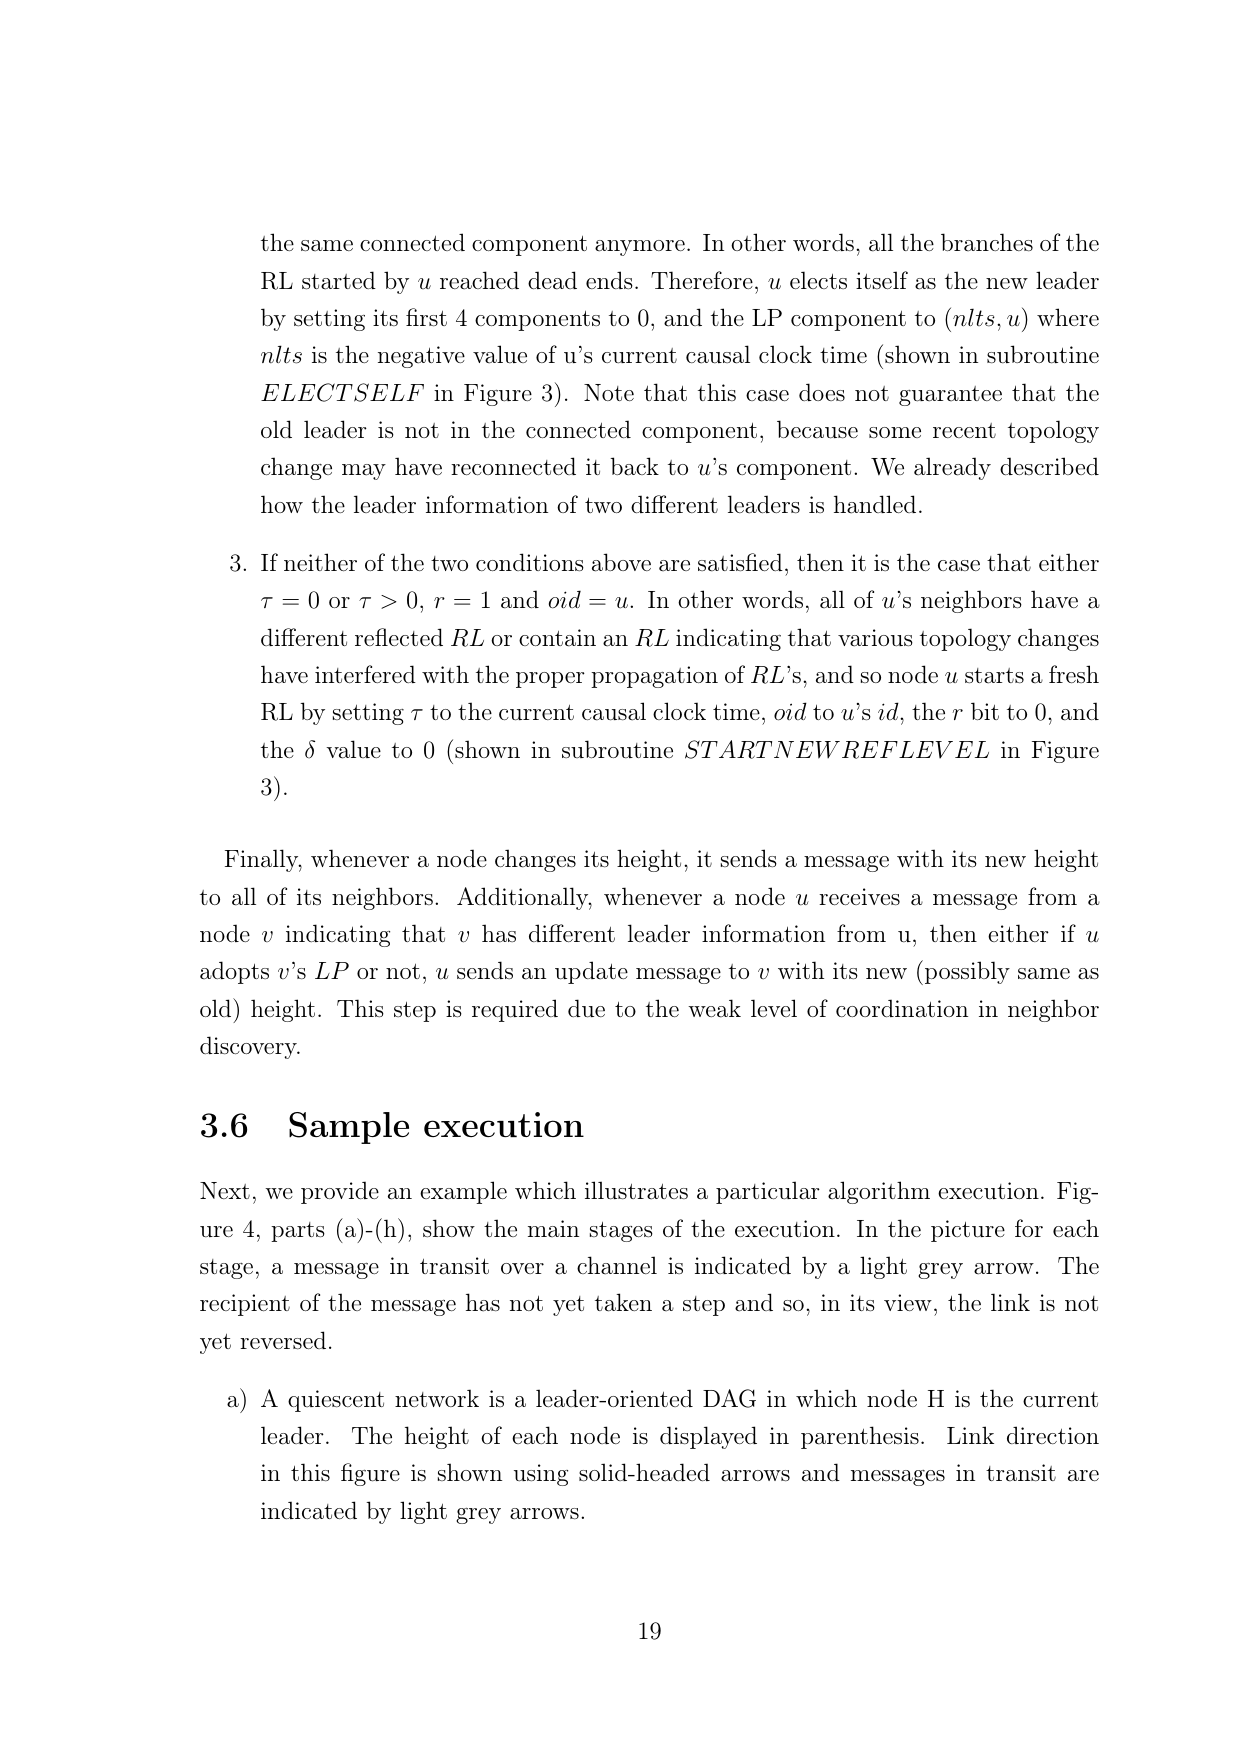 the same connected component anymore. In other words, all the branches of the
RL started by u reached dead ends. Therefore, u elects itself as the new leader
by setting its first 4 components to 0, and the LP component to (nlts, u) where
nlts is the negative value of u's current causal clock time (shown in subroutine
ELECTSELF in Figure 3). Note that this case does not guarantee that the
old leader is not in the connected component, because some recent topology
change may have reconnected it back to u's component. We already described
how the leader information of two different leaders is handled.
3. If neither of the two conditions above are satisfied, then it is the case that either
τ = 0 or τ > 0, r = 1 and oid = u. In other words, all of u's neighbors have a
different reflected RL or contain an RL indicating that various topology changes
have interfered with the proper propagation of RL's, and so node u starts a fresh
RL by setting τ to the current causal clock time, oid to u's id, the r bit to 0, and
the δ value to 0 (shown in subroutine STARTNEWREFLEVEL in Figure
3).
Finally, whenever a node changes its height, it sends a message with its new height
to all of its neighbors. Additionally, whenever a node u receives a message from a
node v indicating that v has different leader information from u, then either if u
adopts v's LP or not, u sends an update message to v with its new (possibly same as
old) height. This step is required due to the weak level of coordination in neighbor
discovery.
3.6 Sample execution
Next, we provide an example which illustrates a particular algorithm execution. Fig-
ure 4, parts (a)-(h), show the main stages of the execution. In the picture for each
stage, a message in transit over a channel is indicated by a light grey arrow. The
recipient of the message has not yet taken a step and so, in its view, the link is not
yet reversed.
a) A quiescent network is a leader-oriented DAG in which node H is the current
leader. The height of each node is displayed in parenthesis. Link direction
in this figure is shown using solid-headed arrows and messages in transit are
indicated by light grey arrows.
19